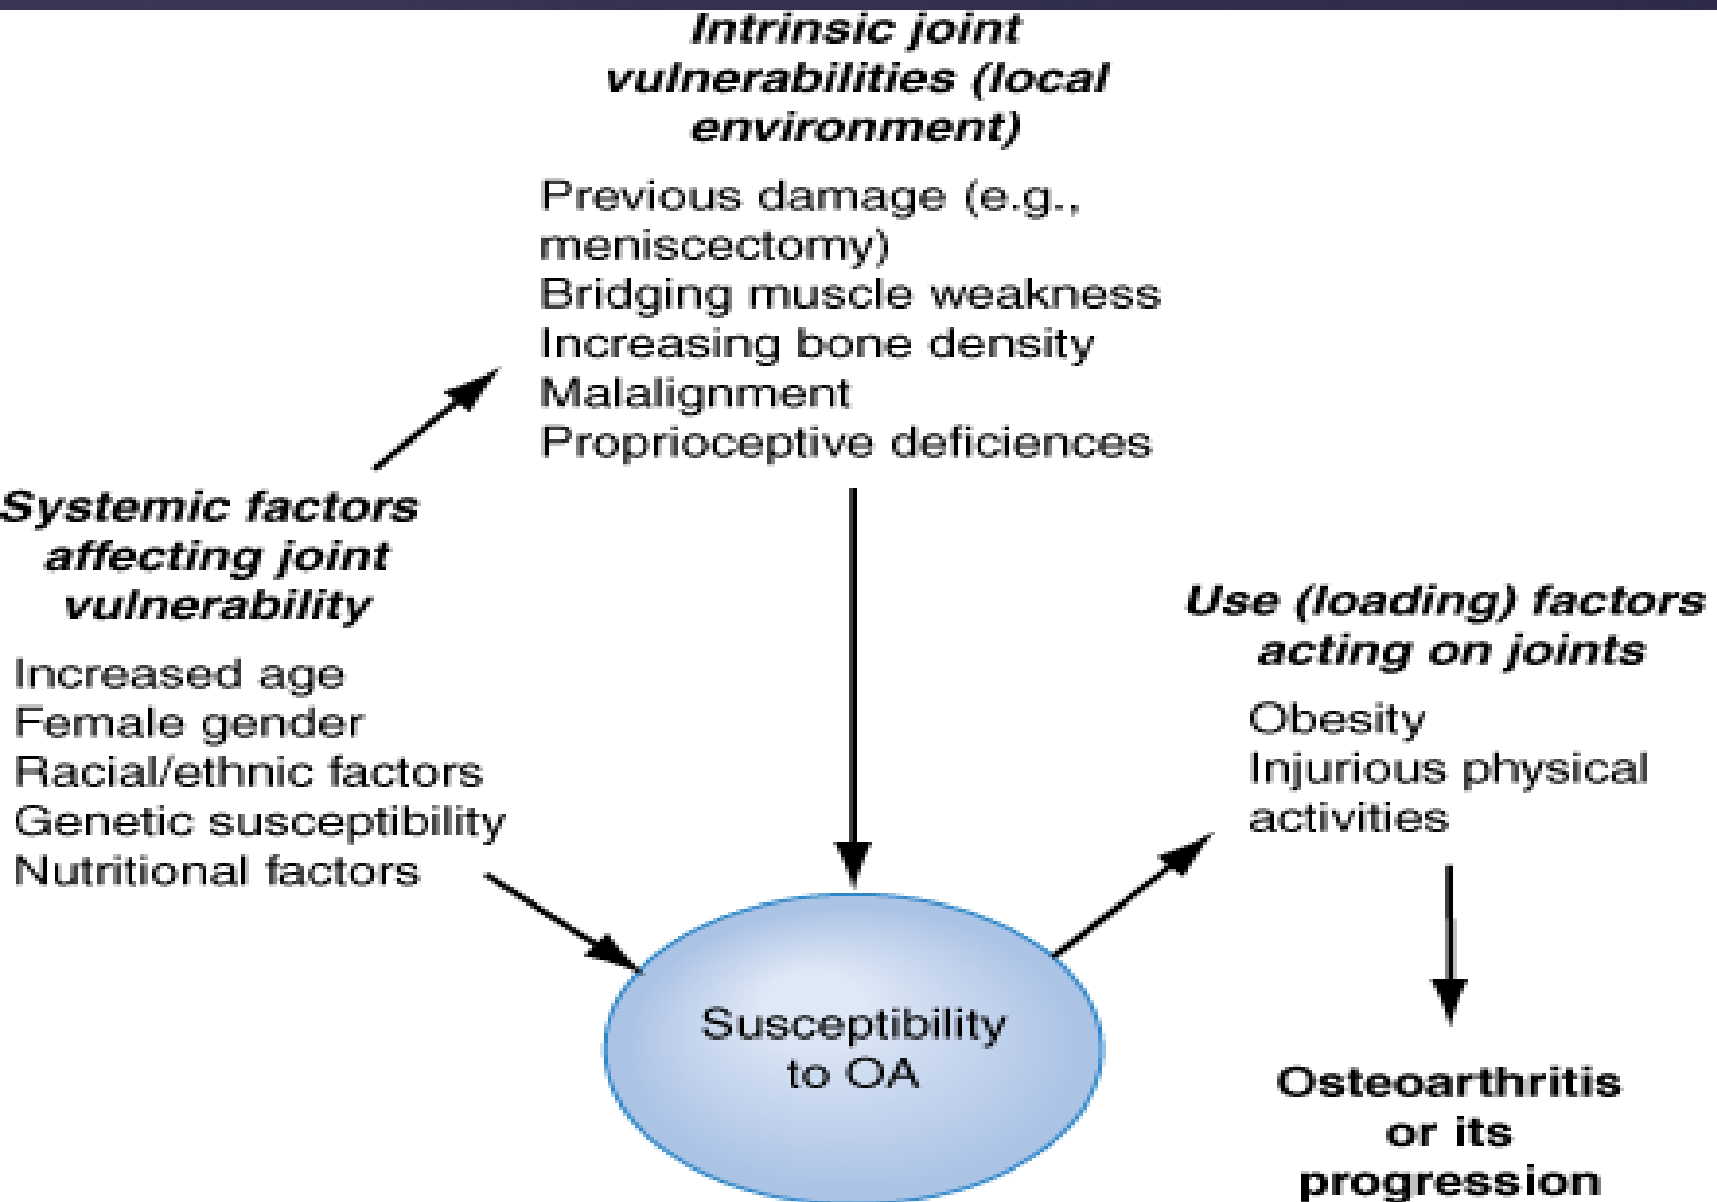 Intrinsic joint
vulnerabilities (local
environment)
Previous damage (e.g.,
meniscectomy)
Bridging muscle weakness
Increasing bone density
Malalignment
Proprioceptive deficiences
Systemic factors
affecting joint
vulnerability
Increased age
Female gender
Racial/ethnic factors
Genetic susceptibility
Nutritional factors
Susceptibility
to OA
Use (loading) factors
acting on joints
Obesity
Injurious physical
activities
Osteoarthritis
or its
progression